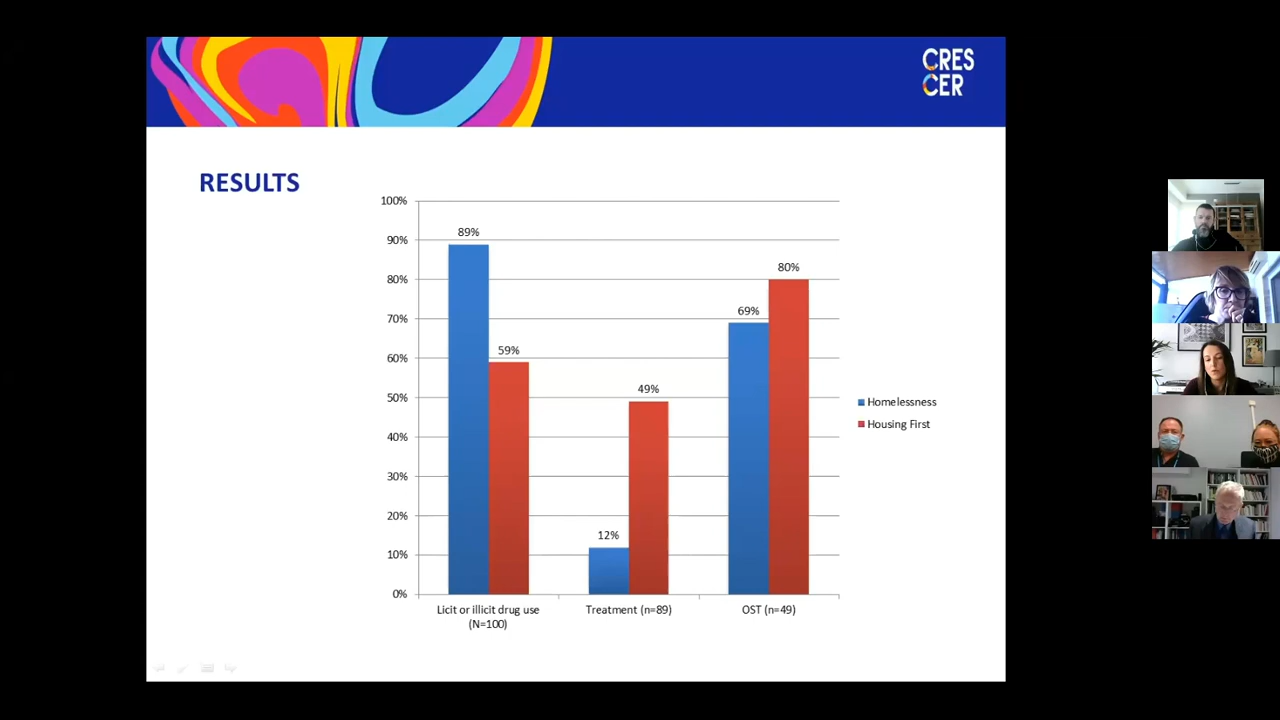 CRES
CER
RESULTS
100%
90%
80%
70%
60%
50%
40%
30%
20%
10%
0%
89%
59%
12%
49%
69%
80%
Licit or illicit drug use
(N=100)
Treatment (n=89)
OST (n=49)
Homelessness
Housing First